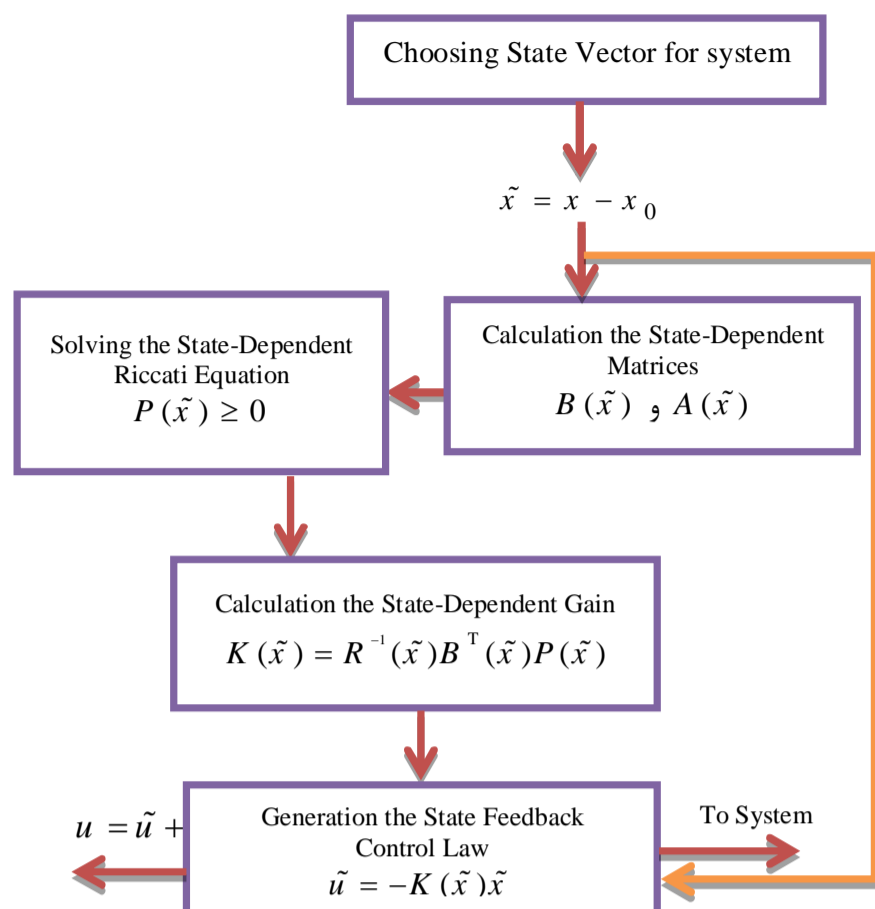 Choosing State Vector for system
x̃ = x − x₀
Calculation the State-Dependent
Matrices
B(x̃) و A(x̃)
Solving the State-Dependent
Riccati Equation
P(x̃) ≥ 0
Calculation the State-Dependent Gain
K(x̃) = R⁻¹(x̃)Bᵀ(x̃)P(x̃)
Generation the State Feedback
Control Law
ũ = −K(x̃)x̃
u = ũ +
To System